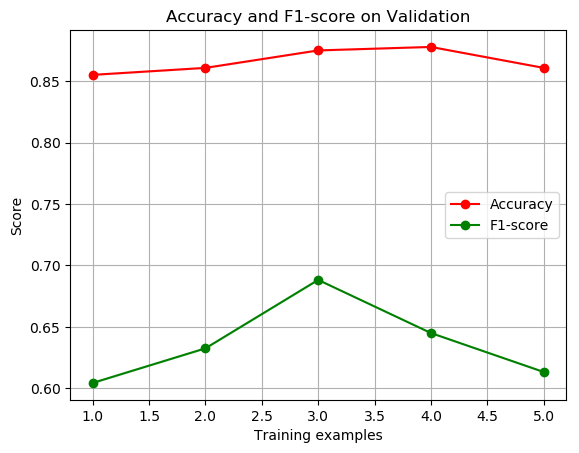 Accuracy and F1-score on Validation
Score
0.85
0.80
0.75
0.70
0.65
0.60
Accuracy
F1-score
1.0 1.5 2.0 2.5 3.0 3.5 4.0 4.5 5.0
Training examples